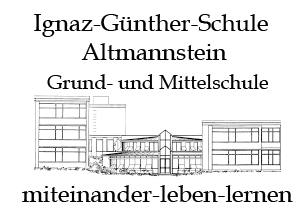 Ignaz-Günther-Schule
Altmannstein
Grund- und Mittelschule
miteinander-leben-lernen